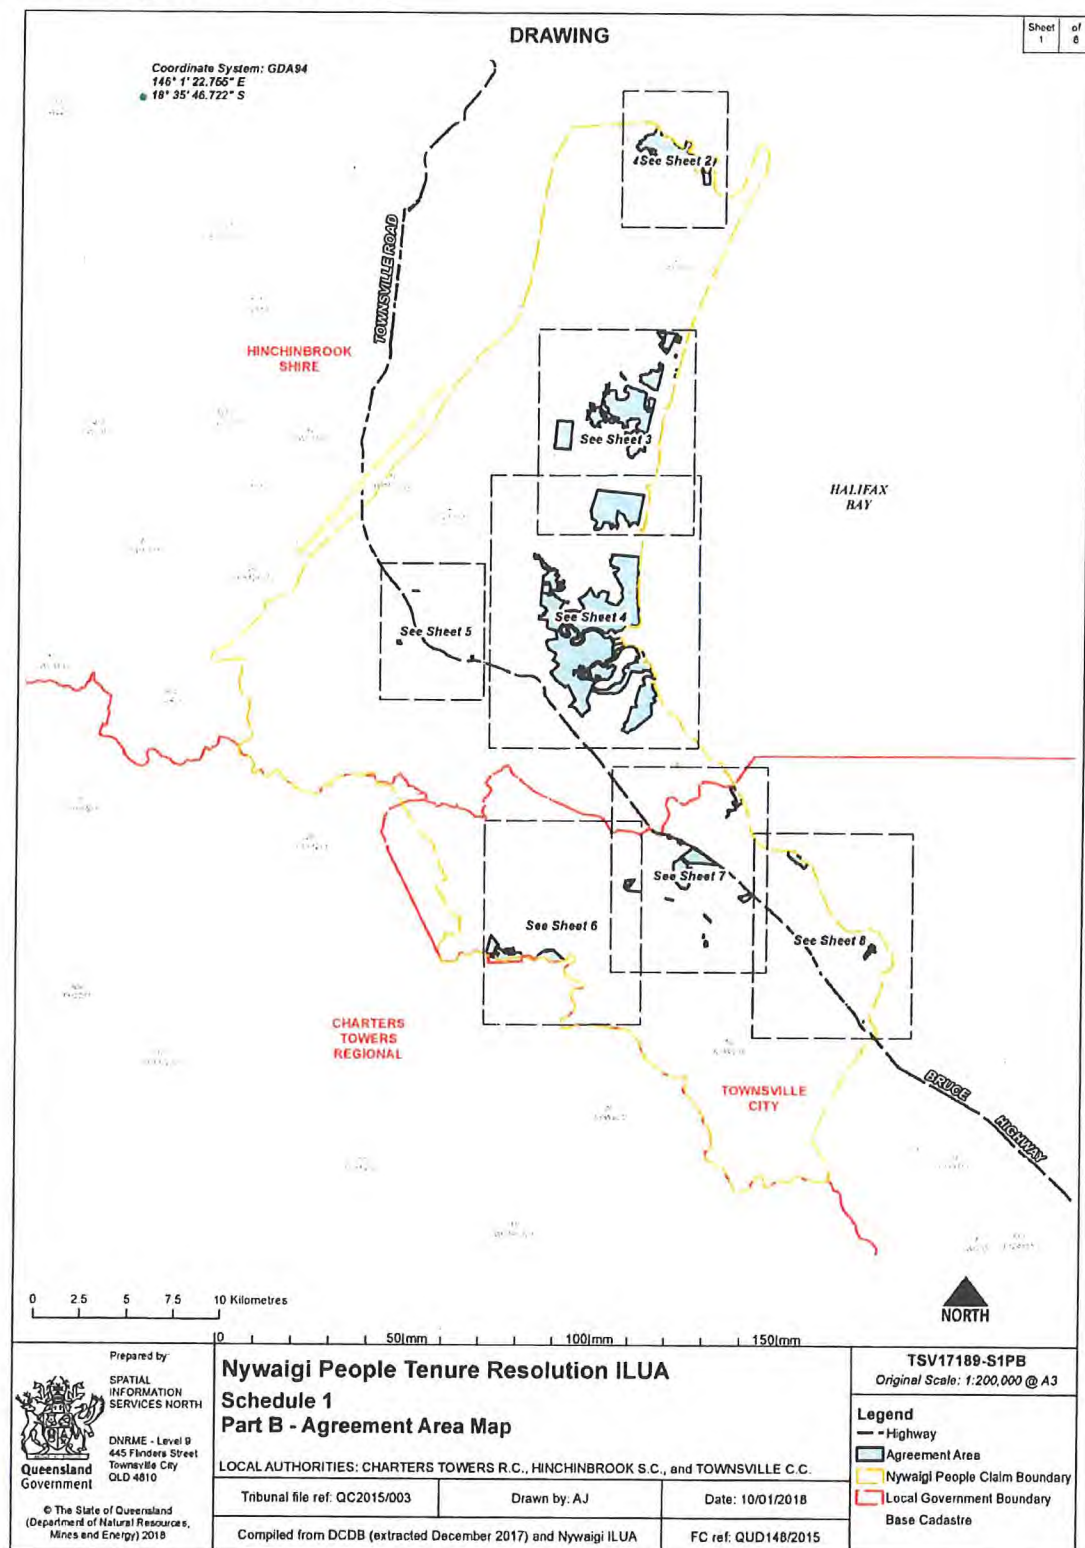 DRAWING
Sheet of
1 8
Coordinate System: GDA94
146° 1' 22.766" E
18° 35' 46.722" S
See Sheet 2
TOWNSVILLE ROAD
HINCHINBROOK
SHIRE
See Sheet 3
HALIFAX
BAY
See Sheet 4
See Sheet 5
See Sheet 7
See Sheet 6
See Sheet 8
CHARTERS
TOWERS
REGIONAL
TOWNSVILLE
CITY
BRUCE
HIGHWAY
0 2.5 5 7.5 10 Kilometres
NORTH
0 50mm 100mm 150mm
Prepared by
SPATIAL
INFORMATION
SERVICES NORTH
DNRME - Level 9
445 Flinders Street
Townsville City
QLD 4810
Queensland
Government
© The State of Queensland
(Department of Natural Resources,
Mines and Energy) 2018
Nywaigi People Tenure Resolution ILUA
Schedule 1
Part B - Agreement Area Map
LOCAL AUTHORITIES: CHARTERS TOWERS R.C., HINCHINBROOK S.C., and TOWNSVILLE C.C.
Tribunal file ref: QC2015/003
Drawn by: AJ
Date: 10/01/2018
Compiled from DCDB (extracted December 2017) and Nywaigi ILUA
FC ref: QUD148/2015
TSV17189-S1PB
Original Scale: 1:200,000 @ A3
Legend
Highway
Agreement Area
Nywaigi People Claim Boundary
Local Government Boundary
Base Cadastre